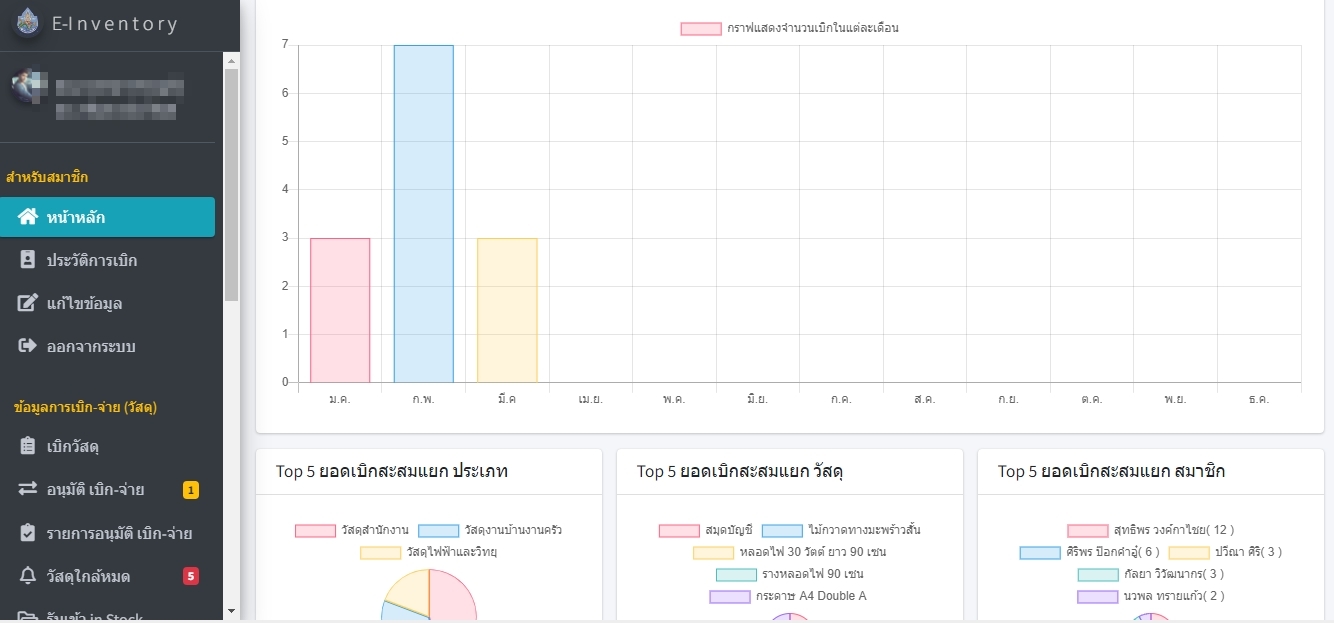 E-Inventory
สำหรับสมาชิก
หน้าหลัก
ประวัติการเบิก
แก้ไขข้อมูล
ออกจากระบบ
ข้อมูลการเบิก-จ่าย (วัสดุ)
เบิกวัสดุ
อนุมัติ เบิก-จ่าย 1
รายการอนุมัติ เบิก-จ่าย
วัสดุใกล้หมด 5
รับเข้า in Stock
กราฟแสดงจำนวนเบิกในแต่ละเดือน
7
6
5
4
3
2
1
0
ม.ค. ก.พ. มี.ค เม.ย. พ.ค. มิ.ย. ก.ค. ส.ค. ก.ย. ต.ค. พ.ย. ธ.ค.
Top 5 ยอดเบิกสะสมแยก ประเภท
วัสดุสำนักงาน วัสดุงานบ้านงานครัว
วัสดุไฟฟ้าและวิทยุ
Top 5 ยอดเบิกสะสมแยก วัสดุ
สมุดบัญชี ไม้กวาดทางมะพร้าวสั้น
หลอดไฟ 30 วัตต์ ยาว 90 เซน
รางหลอดไฟ 90 เซน
กระดาษ A4 Double A
Top 5 ยอดเบิกสะสมแยก สมาชิก
สุทธิพร วงค์กาไชย( 12 )
ศิริพร ป๊อกคำอู๋( 6 ) ปวีณา ศิริ( 3 )
กัลยา วิวัฒนากร( 3 )
นวพล ทรายแก้ว( 2 )